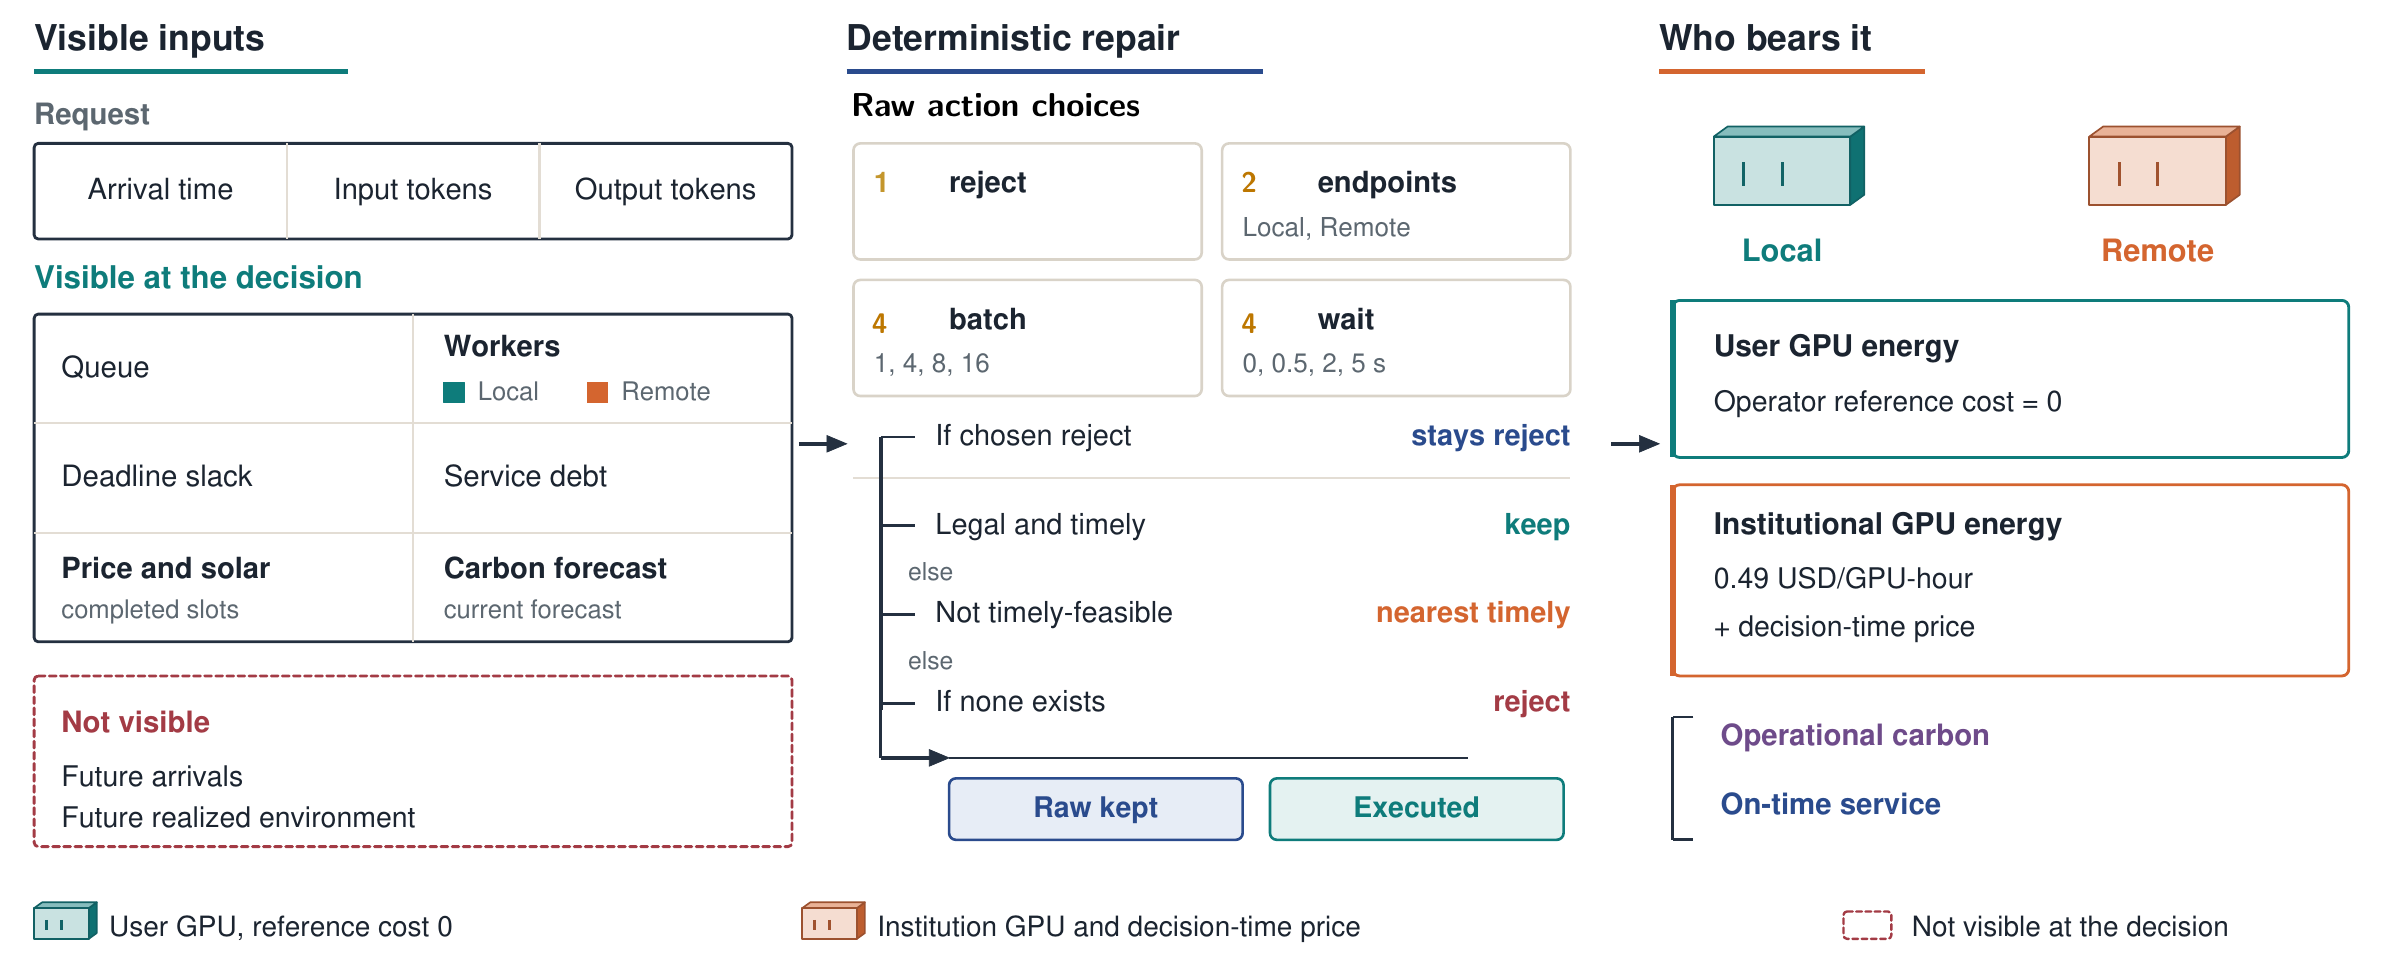 Visible inputs
Request
Arrival time
Input tokens
Output tokens
Visible at the decision
Queue
Workers
Local
Remote
Deadline slack
Service debt
Price and solar
completed slots
Carbon forecast
current forecast
Not visible
Future arrivals
Future realized environment
Deterministic repair
Raw action choices
1 reject
2 endpoints
Local, Remote
4 batch
1, 4, 8, 16
4 wait
0, 0.5, 2, 5 s
If chosen reject stays reject
Legal and timely keep
else
Not timely-feasible nearest timely
else
If none exists reject
Raw kept
Executed
Who bears it
Local
Remote
User GPU energy
Operator reference cost = 0
Institutional GPU energy
0.49 USD/GPU-hour
+ decision-time price
Operational carbon
On-time service
User GPU, reference cost 0
Institution GPU and decision-time price
Not visible at the decision